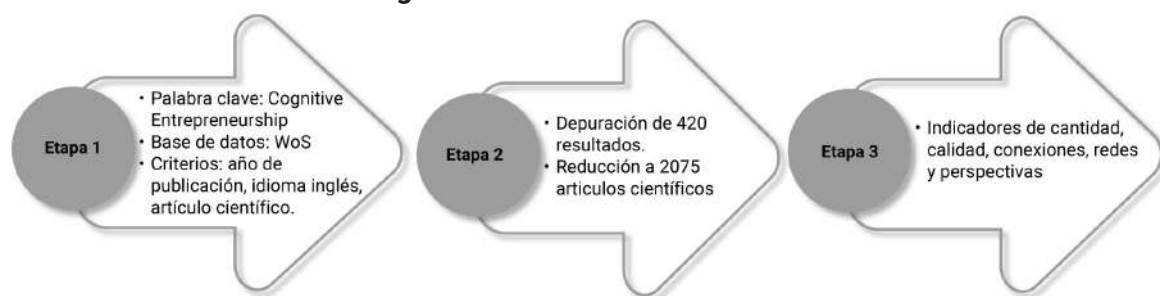 Etapa 1
• Palabra clave: Cognitive
Entrepreneurship
• Base de datos: WoS
• Criterios: año de
publicación, idioma inglés,
artículo científico.
Etapa 2
• Depuración de 420
resultados.
• Reducción a 2075
articulos científicos
Etapa 3
• Indicadores de cantidad,
calidad, conexiones, redes
y perspectivas